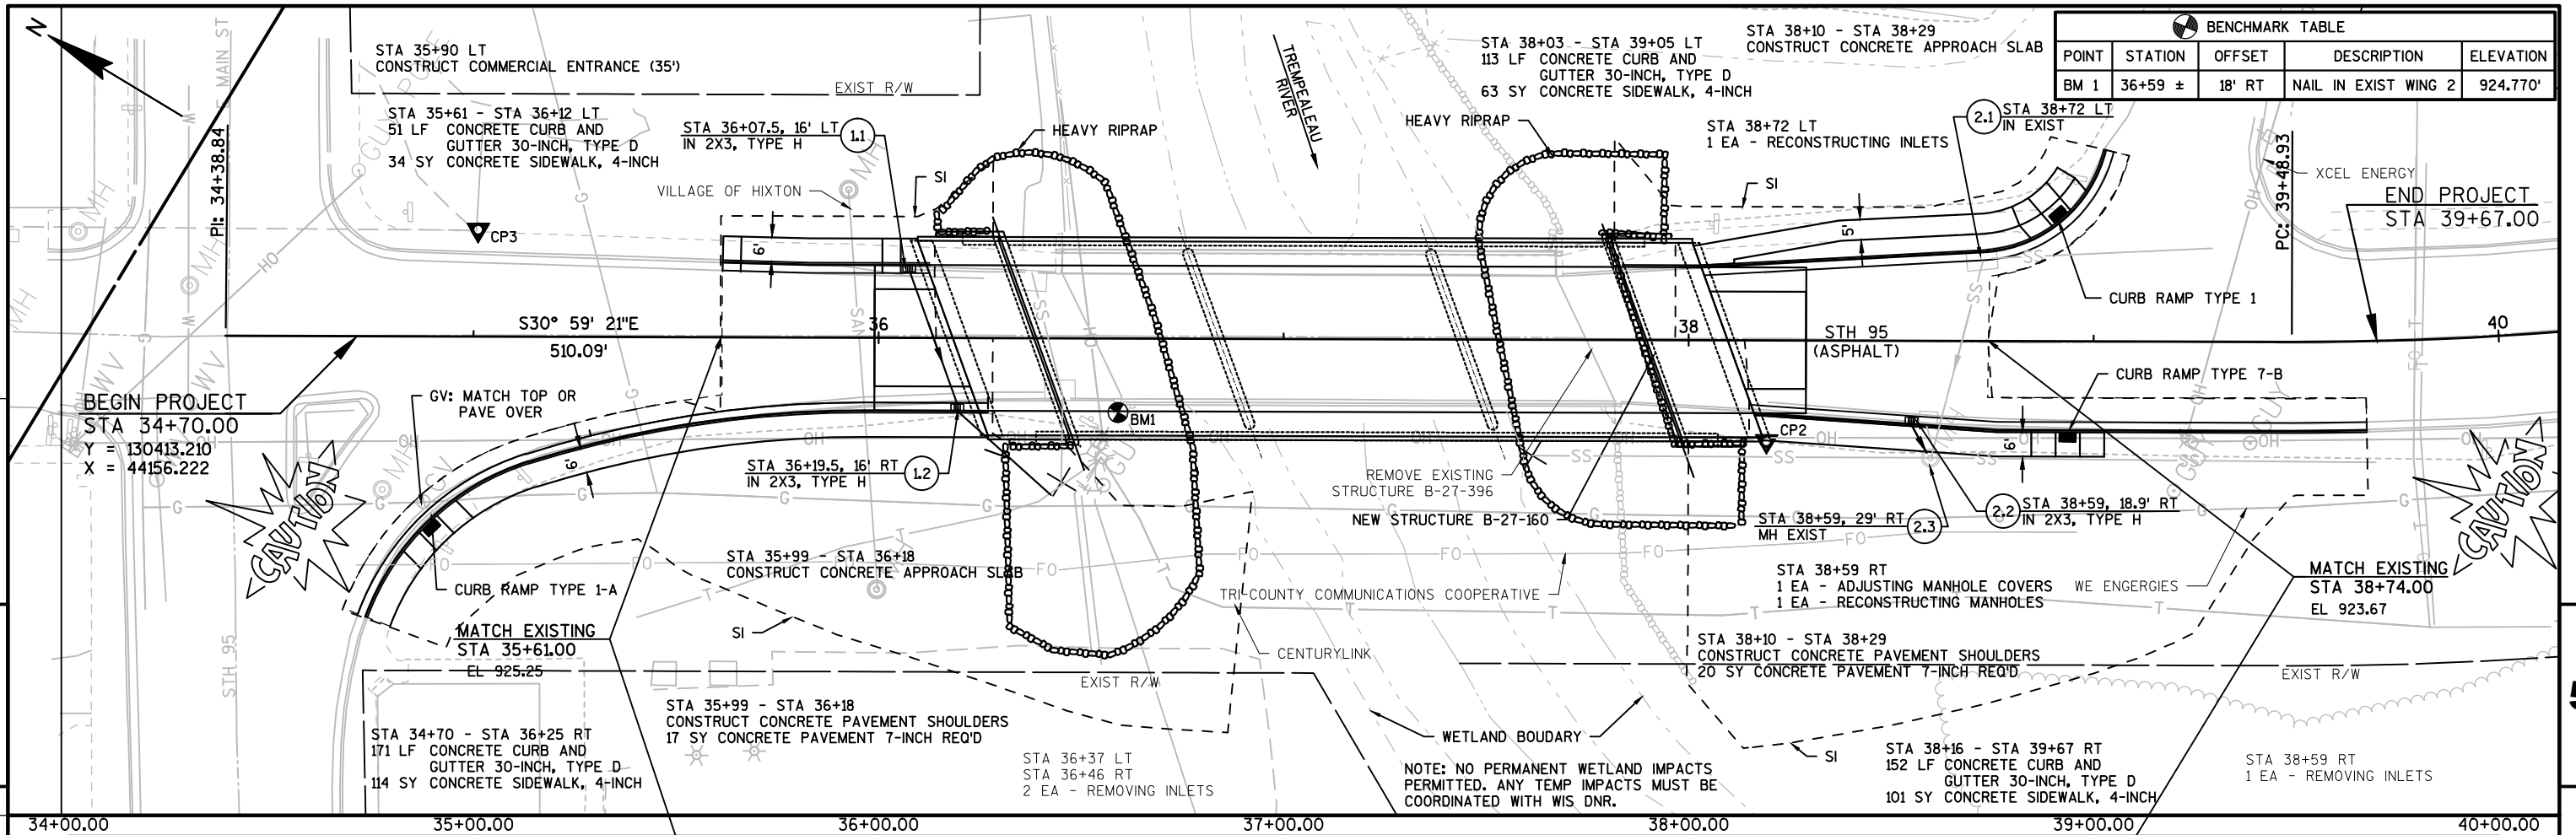 N
STA 35+90 LT
CONSTRUCT COMMERCIAL ENTRANCE (35')
EXIST R/W
STA 35+61 - STA 36+12 LT
51 LF CONCRETE CURB AND
GUTTER 30-INCH, TYPE D
34 SY CONCRETE SIDEWALK, 4-INCH
STA 36+07.5, 16' LT
IN 2X3, TYPE H
1.1
HEAVY RIPRAP
TREMPEALEAU
RIVER
HEAVY RIPRAP
STA 38+03 - STA 39+05 LT
113 LF CONCRETE CURB AND
GUTTER 30-INCH, TYPE D
63 SY CONCRETE SIDEWALK, 4-INCH
STA 38+10 - STA 38+29
CONSTRUCT CONCRETE APPROACH SLAB
STA 38+72 LT
1 EA - RECONSTRUCTING INLETS
2.1
STA 38+72 LT
IN EXIST
BENCHMARK TABLE
POINT STATION OFFSET DESCRIPTION ELEVATION
BM 1 36+59 ± 18' RT NAIL IN EXIST WING 2 924.770'
E MAIN ST
PI: 34+38.84
VILLAGE OF HIXTON
SI
SI
XCEL ENERGY
PC: 39+48.93
END PROJECT
STA 39+67.00
CP3
6'
5'
CURB RAMP TYPE 1
S30° 59' 21"E
510.09'
36
38
STH 95
(ASPHALT)
40
BEGIN PROJECT
STA 34+70.00
Y = 130413.210
X = 44156.222
GV: MATCH TOP OR
PAVE OVER
6'
BM1
CURB RAMP TYPE 7-B
CP2
6'
CAUTION
STA 36+19.5, 16' RT
IN 2X3, TYPE H
1.2
REMOVE EXISTING
STRUCTURE B-27-396
NEW STRUCTURE B-27-160
STA 38+59, 29' RT
MH EXIST
2.3
2.2
STA 38+59, 18.9' RT
IN 2X3, TYPE H
CAUTION
CURB RAMP TYPE 1-A
STA 35+99 - STA 36+18
CONSTRUCT CONCRETE APPROACH SLAB
TRI-COUNTY COMMUNICATIONS COOPERATIVE
STA 38+59 RT
1 EA - ADJUSTING MANHOLE COVERS
1 EA - RECONSTRUCTING MANHOLES
WE ENGERGIES
MATCH EXISTING
STA 38+74.00
EL 923.67
STH 95
MATCH EXISTING
STA 35+61.00
EL 925.25
SI
CENTURYLINK
EXIST R/W
STA 38+10 - STA 38+29
CONSTRUCT CONCRETE PAVEMENT SHOULDERS
20 SY CONCRETE PAVEMENT 7-INCH REQ'D
EXIST R/W
STA 34+70 - STA 36+25 RT
171 LF CONCRETE CURB AND
GUTTER 30-INCH, TYPE D
114 SY CONCRETE SIDEWALK, 4-INCH
STA 35+99 - STA 36+18
CONSTRUCT CONCRETE PAVEMENT SHOULDERS
17 SY CONCRETE PAVEMENT 7-INCH REQ'D
STA 36+37 LT
STA 36+46 RT
2 EA - REMOVING INLETS
WETLAND BOUDARY
NOTE: NO PERMANENT WETLAND IMPACTS
PERMITTED. ANY TEMP IMPACTS MUST BE
COORDINATED WITH WIS DNR.
SI
STA 38+16 - STA 39+67 RT
152 LF CONCRETE CURB AND
GUTTER 30-INCH, TYPE D
101 SY CONCRETE SIDEWALK, 4-INCH
STA 38+59 RT
1 EA - REMOVING INLETS
34+00.00 35+00.00 36+00.00 37+00.00 38+00.00 39+00.00 40+00.00